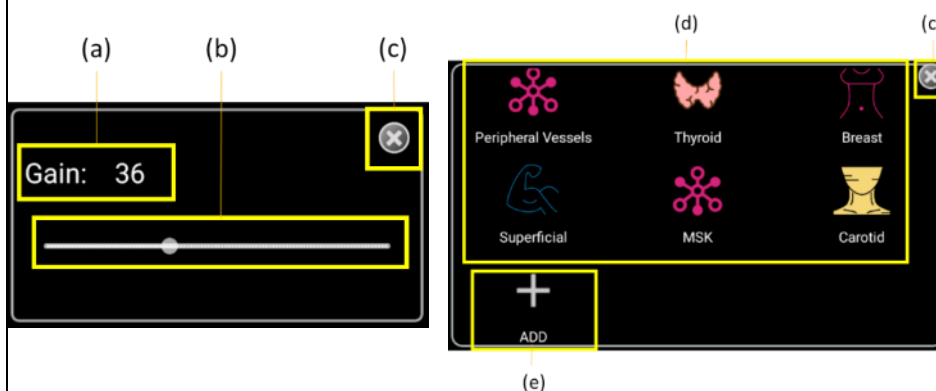 (a) (b) (c)
Gain: 36
(d) (c
Peripheral Vessels Thyroid Breast
Superficial MSK Carotid
ADD
(e)